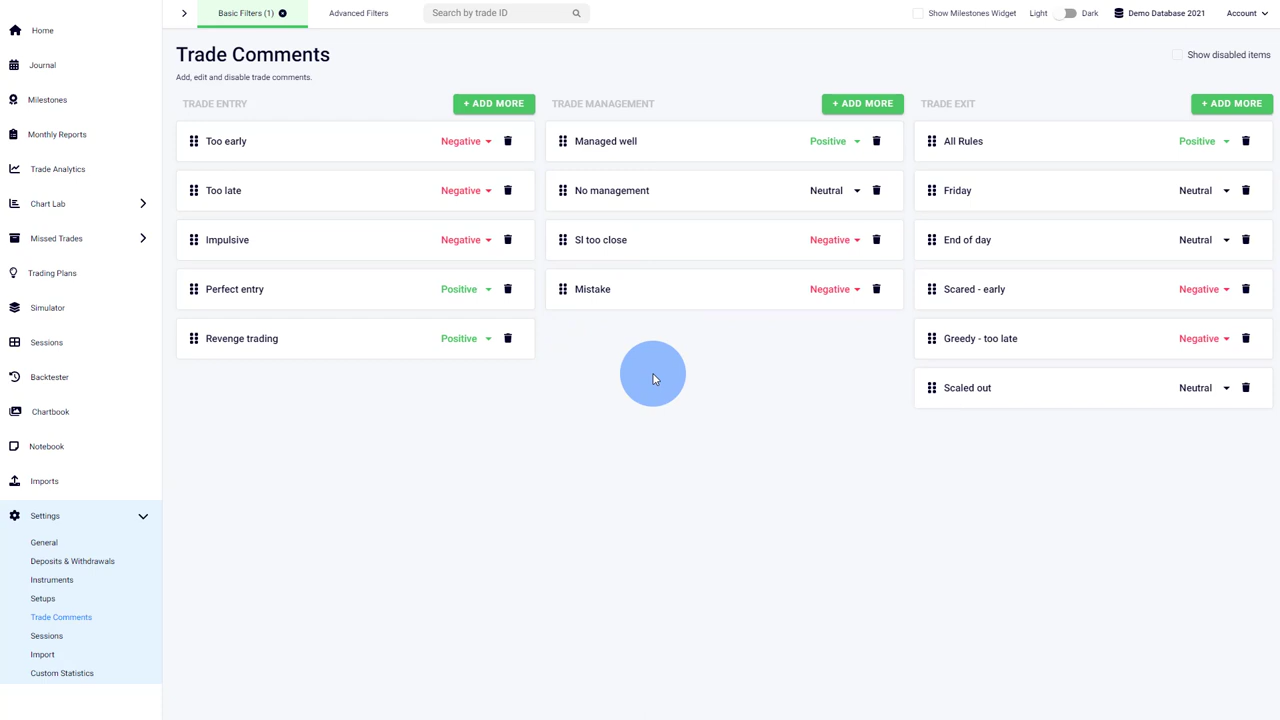 Home
Journal
Milestones
Monthly Reports
Trade Analytics
Chart Lab
Missed Trades
Trading Plans
Simulator
Sessions
Backtester
Chartbook
Notebook
Imports
Settings
General
Deposits & Withdrawals
Instruments
Setups
Trade Comments
Sessions
Import
Custom Statistics
Basic Filters (1) Advanced Filters Search by trade ID Show Milestones Widget Light Dark Demo Database 2021 Account
Trade Comments
Show disabled items
Add, edit and disable trade comments.
TRADE ENTRY + ADD MORE
Too early Negative
Too late Negative
Impulsive Negative
Perfect entry Positive
Revenge trading Positive
TRADE MANAGEMENT + ADD MORE
Managed well Positive
No management Neutral
Sl too close Negative
Mistake Negative
TRADE EXIT + ADD MORE
All Rules Positive
Friday Neutral
End of day Neutral
Scared - early Negative
Greedy - too late Negative
Scaled out Neutral